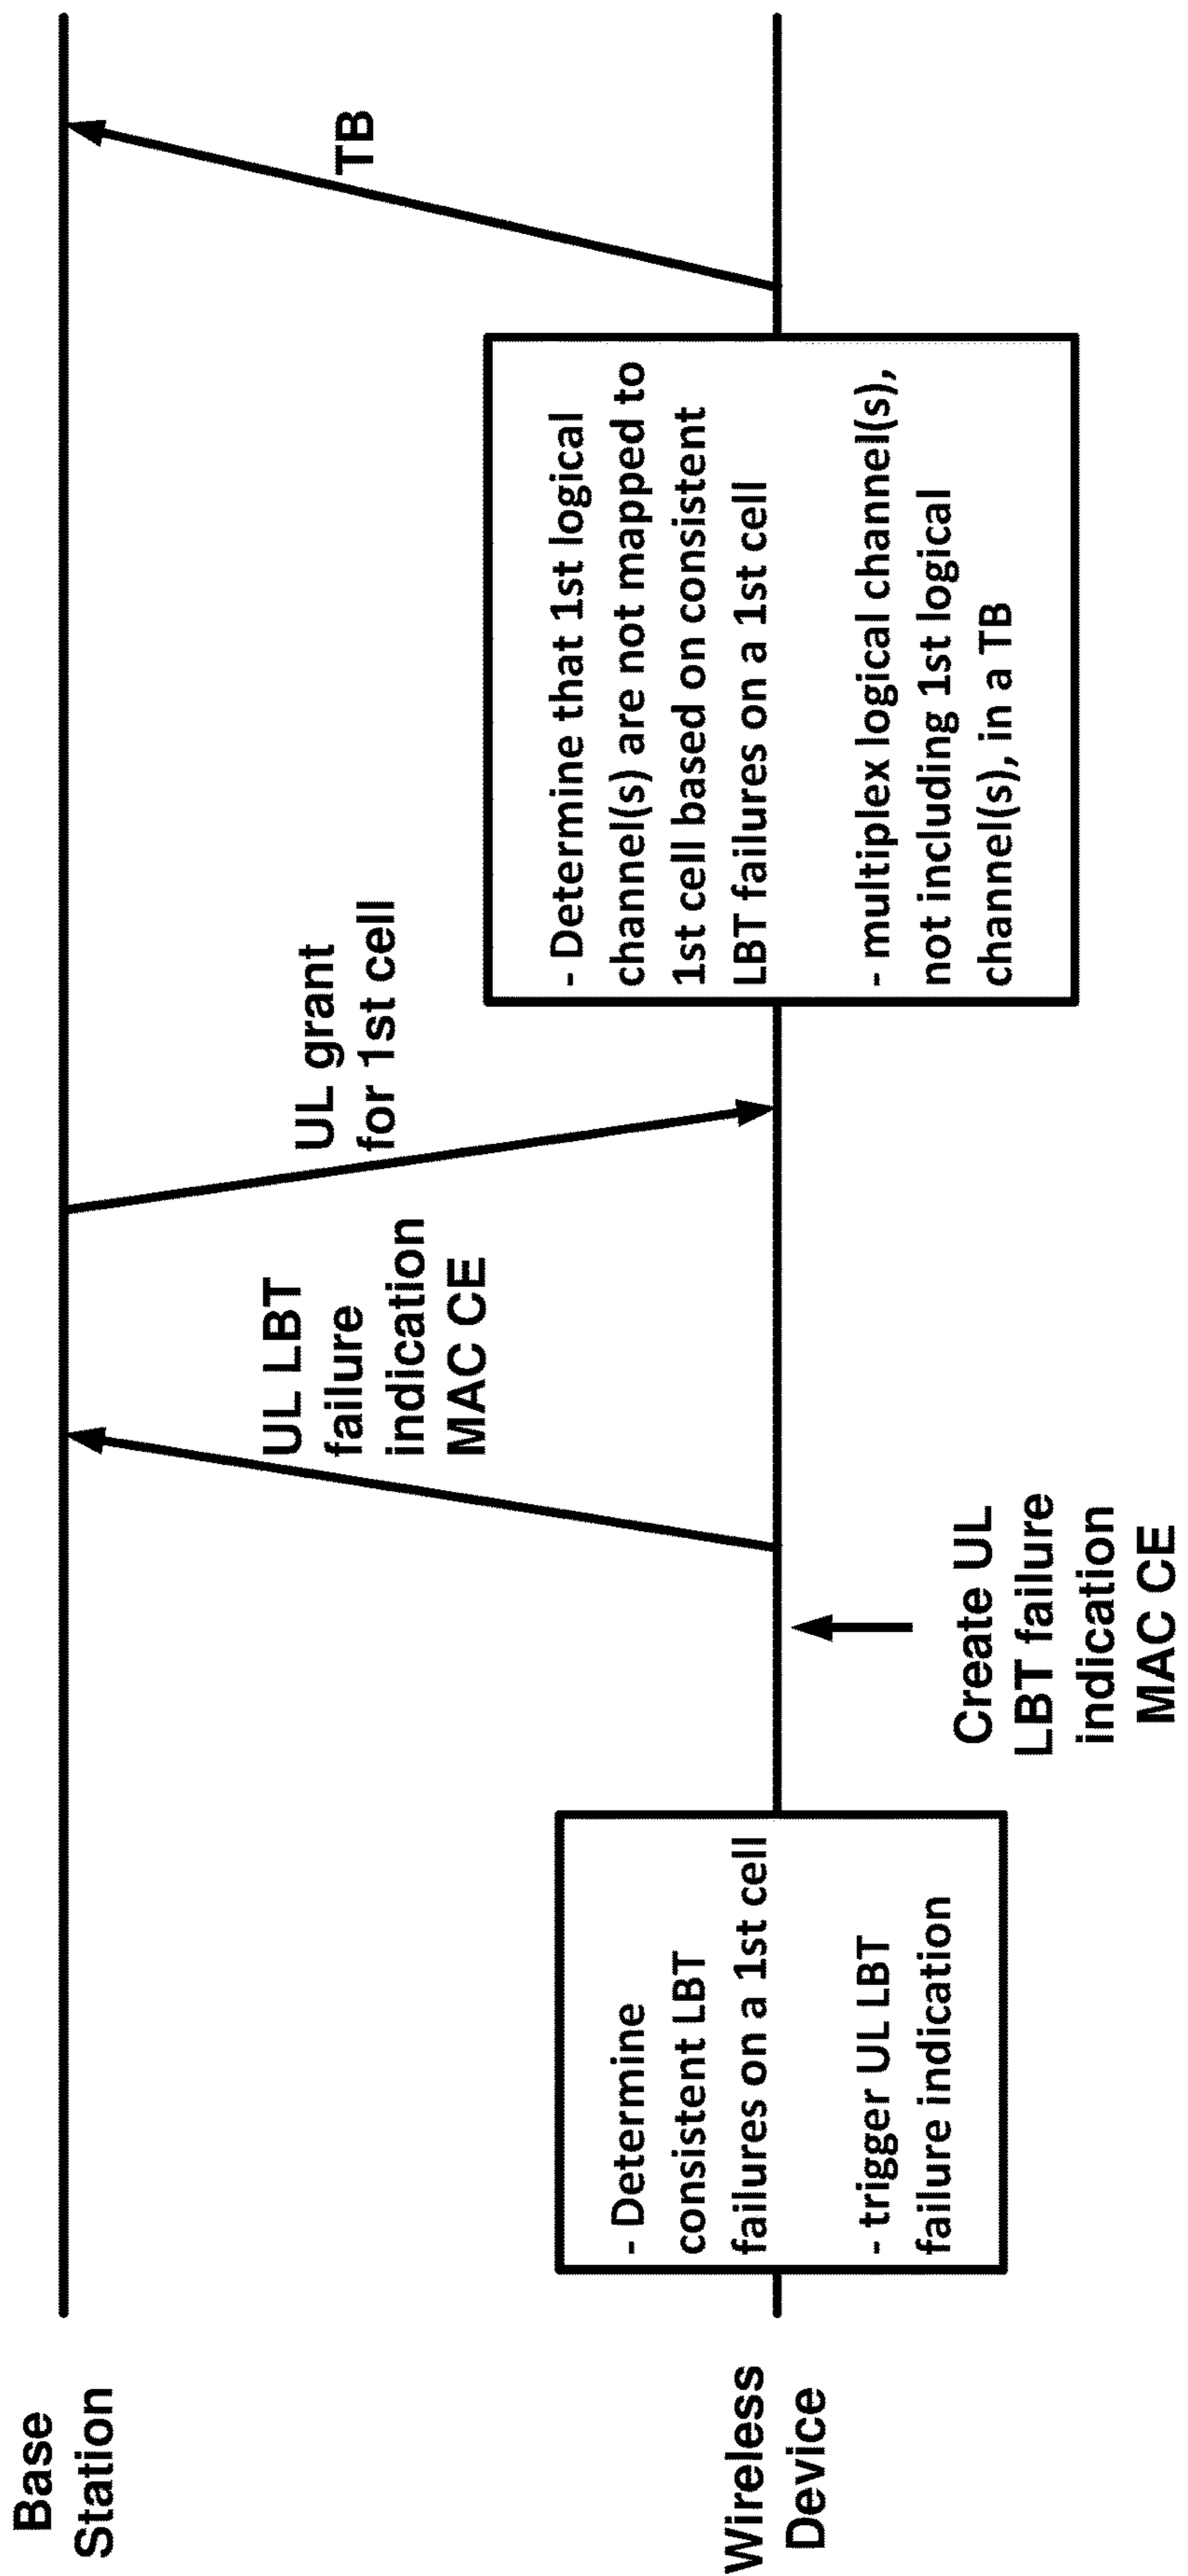 Base
Station
Wireless
Device
- Determine
consistent LBT
failures on a 1st cell
- trigger UL LBT
failure indication
Create UL
LBT failure
indication
MAC CE
UL LBT
failure
indication
MAC CE
UL grant
for 1st cell
- Determine that 1st logical
channel(s) are not mapped to
1st cell based on consistent
LBT failures on a 1st cell
- multiplex logical channel(s),
not including 1st logical
channel(s), in a TB
TB